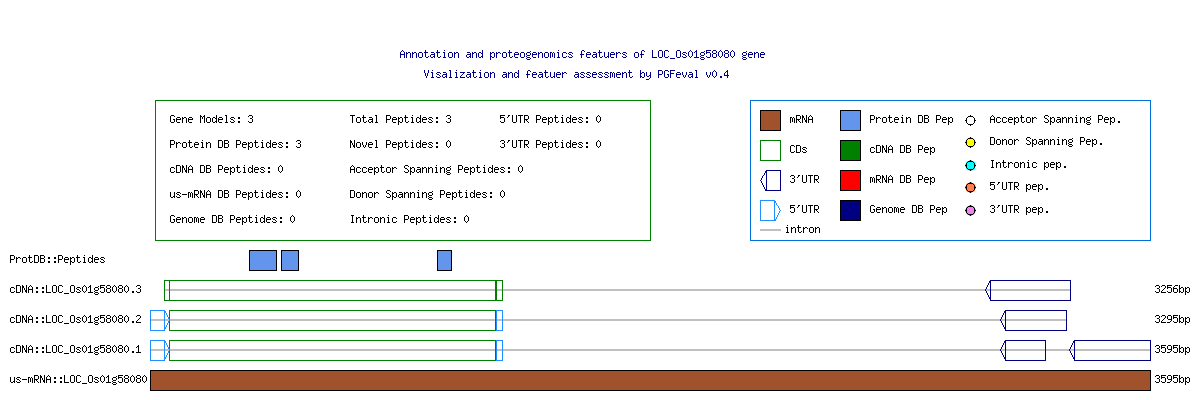 Annotation and proteogenomics featuers of LOC_Os01g58080 gene
Visalization and featuer assessment by PGFeval v0.4
Gene Models: 3 Total Peptides: 3 5'UTR Peptides: 0
Protein DB Peptides: 3 Novel Peptides: 0 3'UTR Peptides: 0
cDNA DB Peptides: 0 Acceptor Spanning Peptides: 0
us-mRNA DB Peptides: 0 Donor Spanning Peptides: 0
Genome DB Peptides: 0 Intronic Peptides: 0
mRNA Protein DB Pep Acceptor Spanning Pep.
CDs cDNA DB Pep Donor Spanning Pep.
3'UTR mRNA DB Pep Intronic pep.
5'UTR Genome DB Pep 5'UTR pep.
intron 3'UTR pep.
ProtDB::Peptides
cDNA::LOC_Os01g58080.3 3256bp
cDNA::LOC_Os01g58080.2 3295bp
cDNA::LOC_Os01g58080.1 3595bp
us-mRNA::LOC_Os01g58080 3595bp